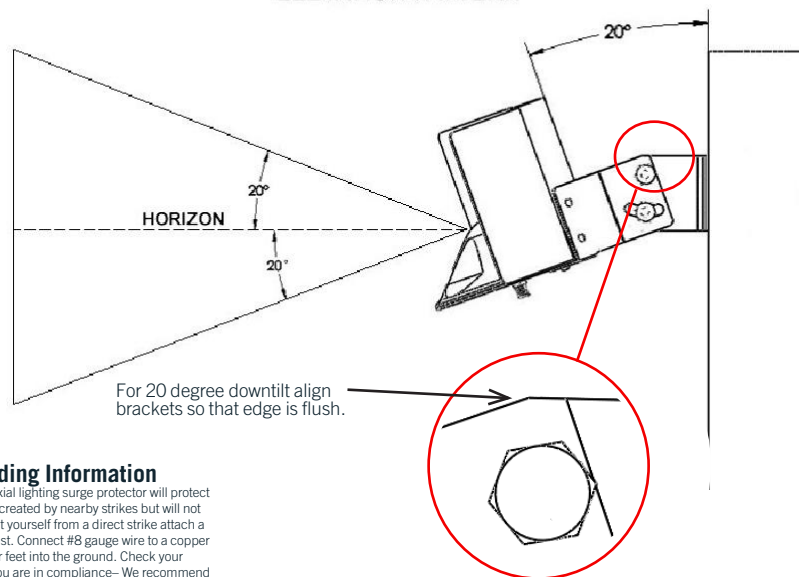 20°
20°
HORIZON
20°
For 20 degree downtilt align
brackets so that edge is flush.
ding Information
xial lighting surge protector will protect
created by nearby strikes but will not
t yourself from a direct strike attach a
st. Connect #8 gauge wire to a copper
r feet into the ground. Check your
ou are in compliance– We recommend